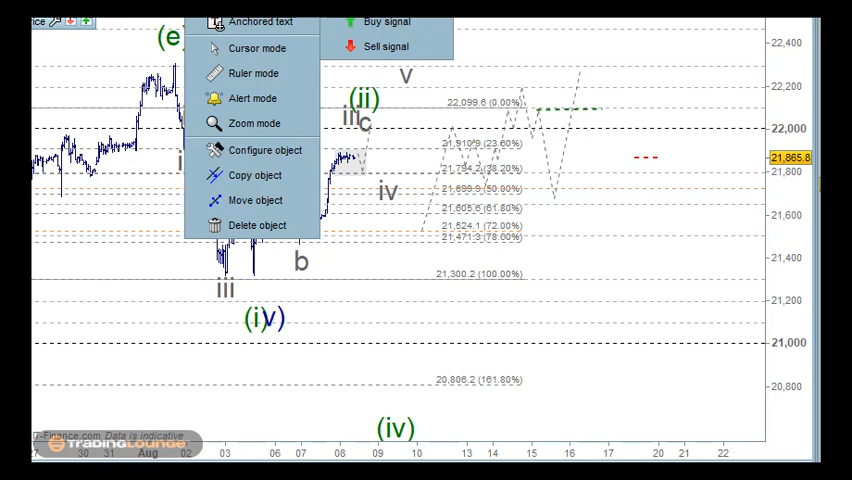 rice
(e)
Anchored text
Cursor mode
Ruler mode
Alert mode
Zoom mode
Configure object
Copy object
Move object
Delete object
Buy signal
Sell signal
v
(ii)
iii
c
iv
i
b
iii
(i)
v)
(iv)
22,099.6 (0.00%)
21,910.9 (23.60%)
21,794.2 (38.20%)
21,699.9 (50.00%)
21,605.6 (61.80%)
21,524.1 (72.00%)
21,471.3 (78.00%)
21,300.2 (100.00%)
20,806.2 (161.80%)
22,400
22,200
22,000
21,865.8
21,800
21,600
21,400
21,200
21,000
20,800
-Finance.com Data is indicative
TRADINGLOUNGE
27 30 31 Aug 02 03 06 07 08 09 10 13 14 15 16 17 20 21 22